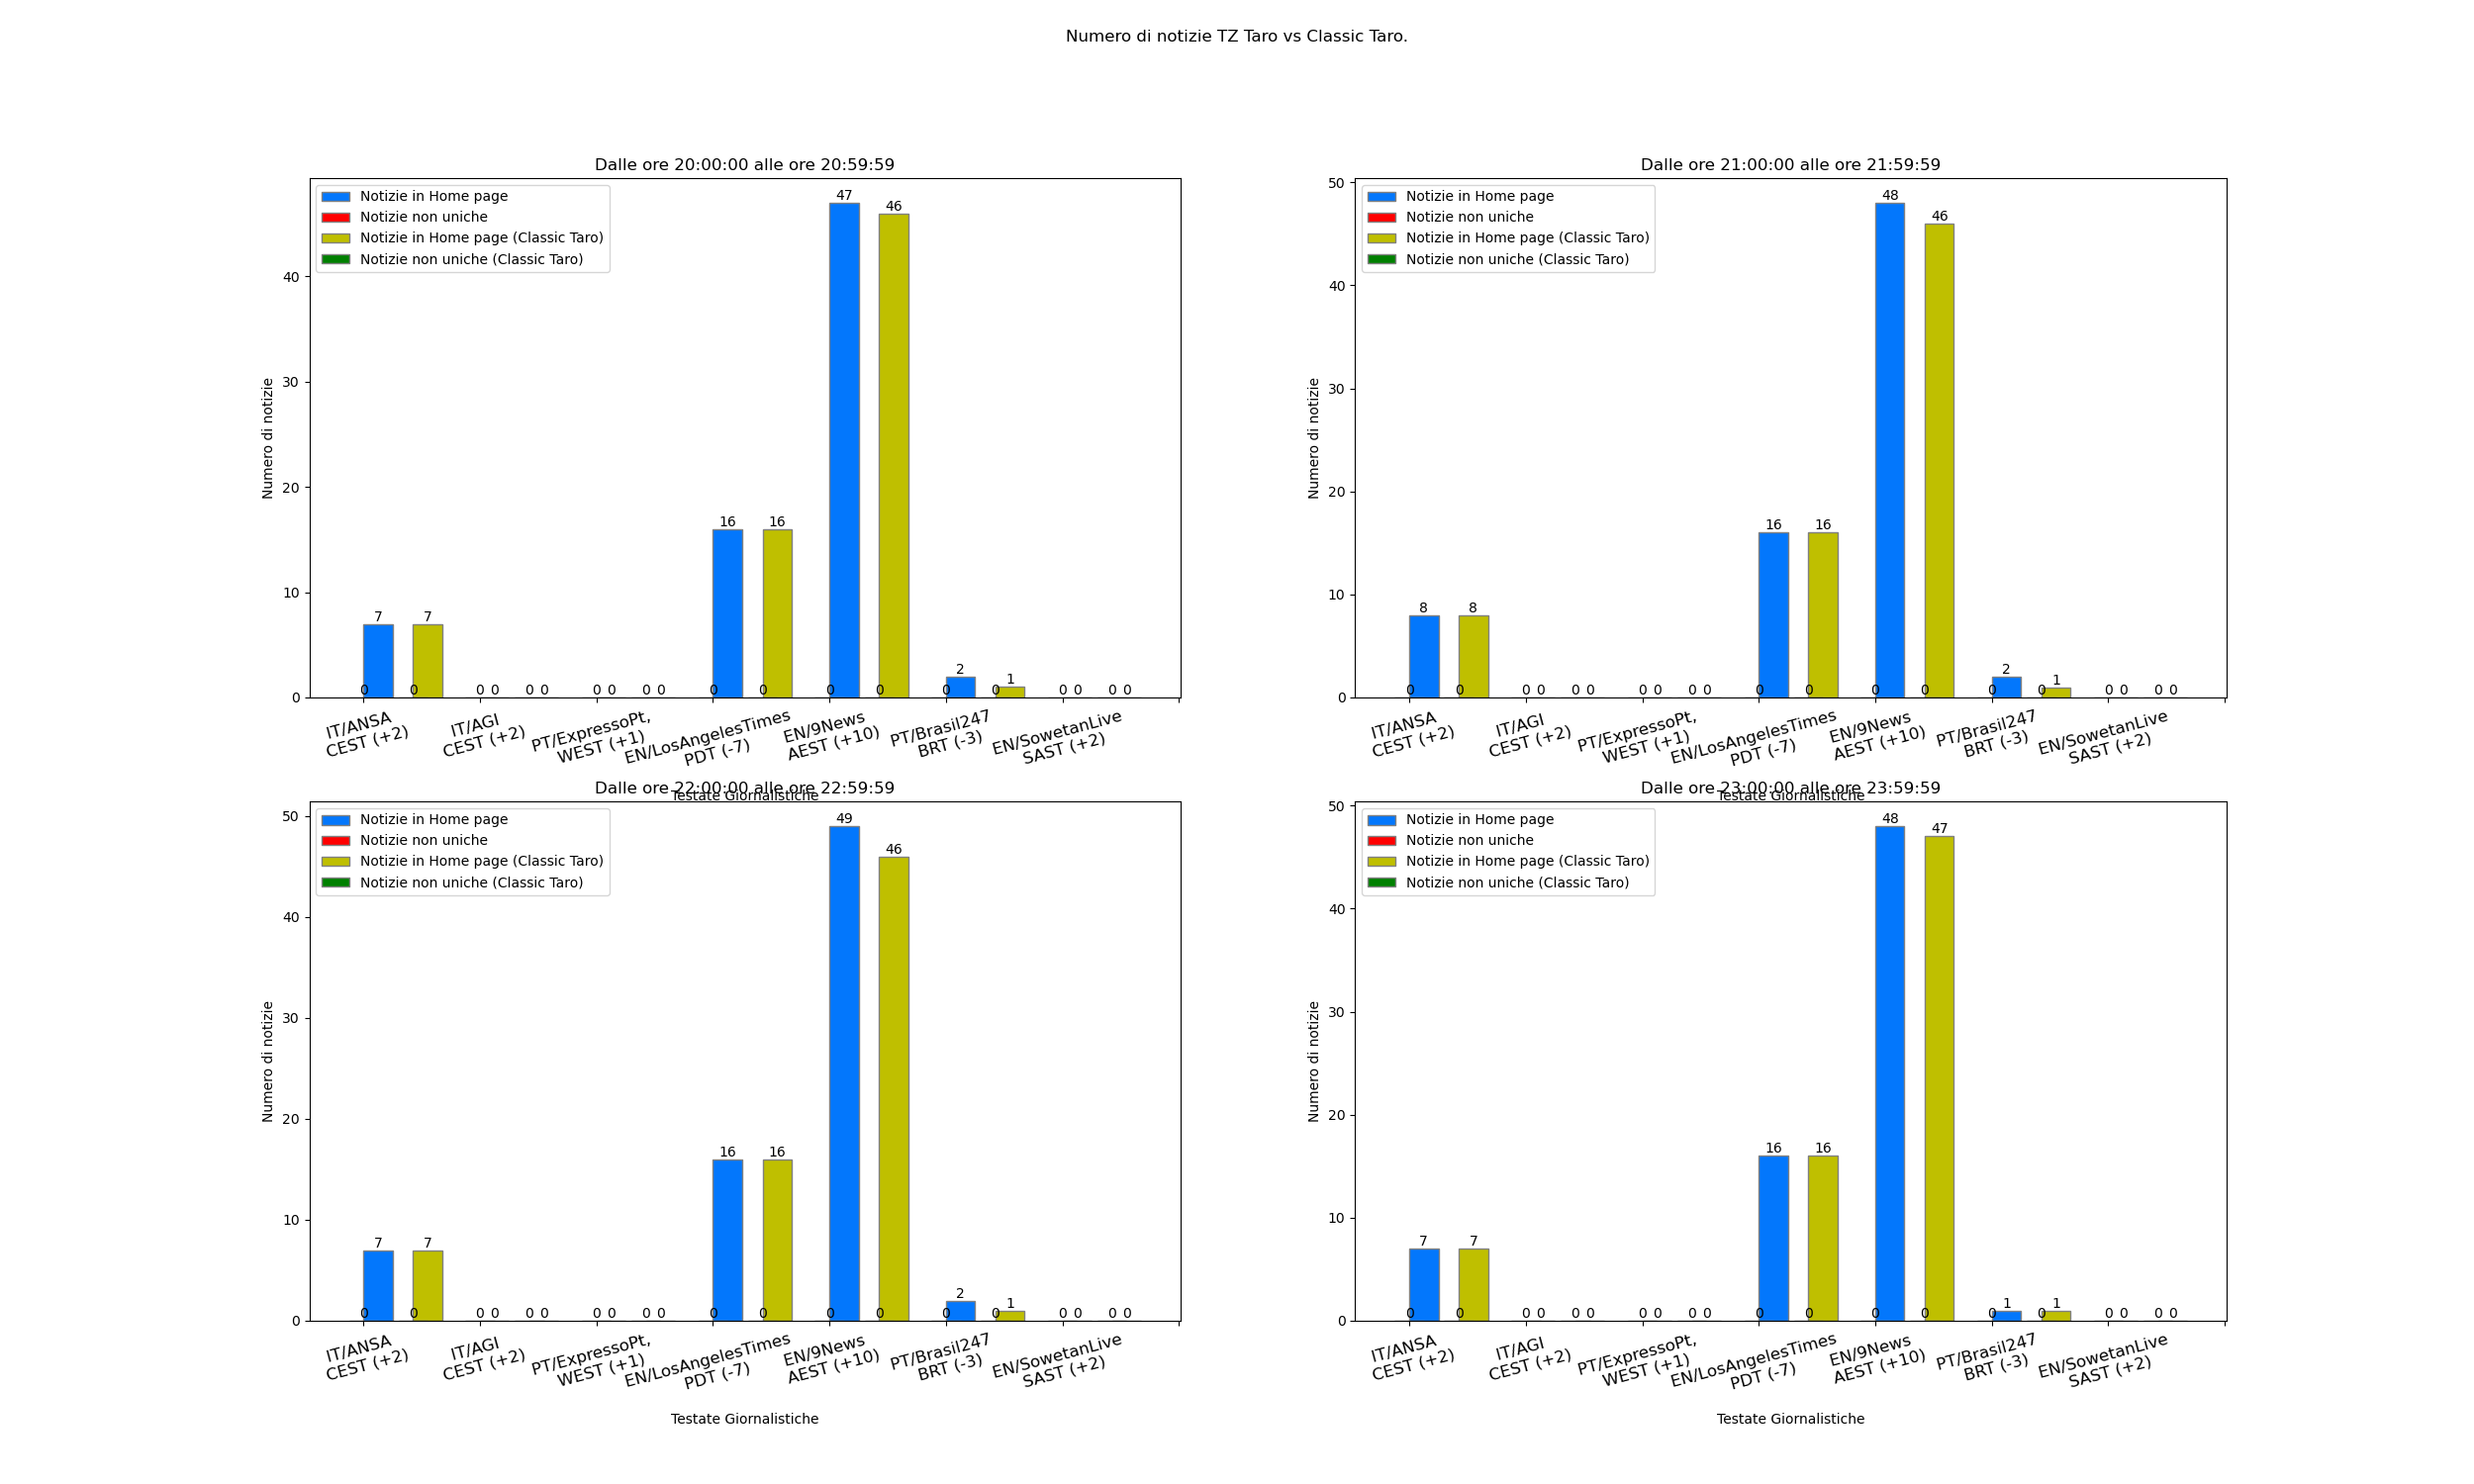 Numero di notizie TZ Taro vs Classic Taro.
Dalle ore 20:00:00 alle ore 20:59:59
Notizie in Home page
Notizie non uniche
Notizie in Home page (Classic Taro)
Notizie non uniche (Classic Taro)
Numero di notizie
40
30
20
10
0
47
46
16 16
7 7
2
1
0 0 0 0 0 0 0 0 0 0 0 0 0 0 0 0 0 0 0 0 0 0
IT/ANSA
CEST (+2)
IT/AGI
CEST (+2)
PT/ExpressoPt,
WEST (+1)
EN/LosAngelesTimes
PDT (-7)
EN/9News
AEST (+10)
PT/Brasil247
BRT (-3)
EN/SowetanLive
SAST (+2)
Testate Giornalistiche
Dalle ore 21:00:00 alle ore 21:59:59
Notizie in Home page
Notizie non uniche
Notizie in Home page (Classic Taro)
Notizie non uniche (Classic Taro)
Numero di notizie
50
40
30
20
10
0
48
46
16 16
8 8
2
1
0 0 0 0 0 0 0 0 0 0 0 0 0 0 0 0 0 0 0 0 0 0
IT/ANSA
CEST (+2)
IT/AGI
CEST (+2)
PT/ExpressoPt,
WEST (+1)
EN/LosAngelesTimes
PDT (-7)
EN/9News
AEST (+10)
PT/Brasil247
BRT (-3)
EN/SowetanLive
SAST (+2)
Testate Giornalistiche
Dalle ore 22:00:00 alle ore 22:59:59
Notizie in Home page
Notizie non uniche
Notizie in Home page (Classic Taro)
Notizie non uniche (Classic Taro)
Numero di notizie
50
40
30
20
10
0
49
46
16 16
7 7
2
1
0 0 0 0 0 0 0 0 0 0 0 0 0 0 0 0 0 0 0 0 0 0
IT/ANSA
CEST (+2)
IT/AGI
CEST (+2)
PT/ExpressoPt,
WEST (+1)
EN/LosAngelesTimes
PDT (-7)
EN/9News
AEST (+10)
PT/Brasil247
BRT (-3)
EN/SowetanLive
SAST (+2)
Testate Giornalistiche
Dalle ore 23:00:00 alle ore 23:59:59
Notizie in Home page
Notizie non uniche
Notizie in Home page (Classic Taro)
Notizie non uniche (Classic Taro)
Numero di notizie
50
40
30
20
10
0
48
47
16 16
7 7
1 1
0 0 0 0 0 0 0 0 0 0 0 0 0 0 0 0 0 0 0 0 0 0
IT/ANSA
CEST (+2)
IT/AGI
CEST (+2)
PT/ExpressoPt,
WEST (+1)
EN/LosAngelesTimes
PDT (-7)
EN/9News
AEST (+10)
PT/Brasil247
BRT (-3)
EN/SowetanLive
SAST (+2)
Testate Giornalistiche